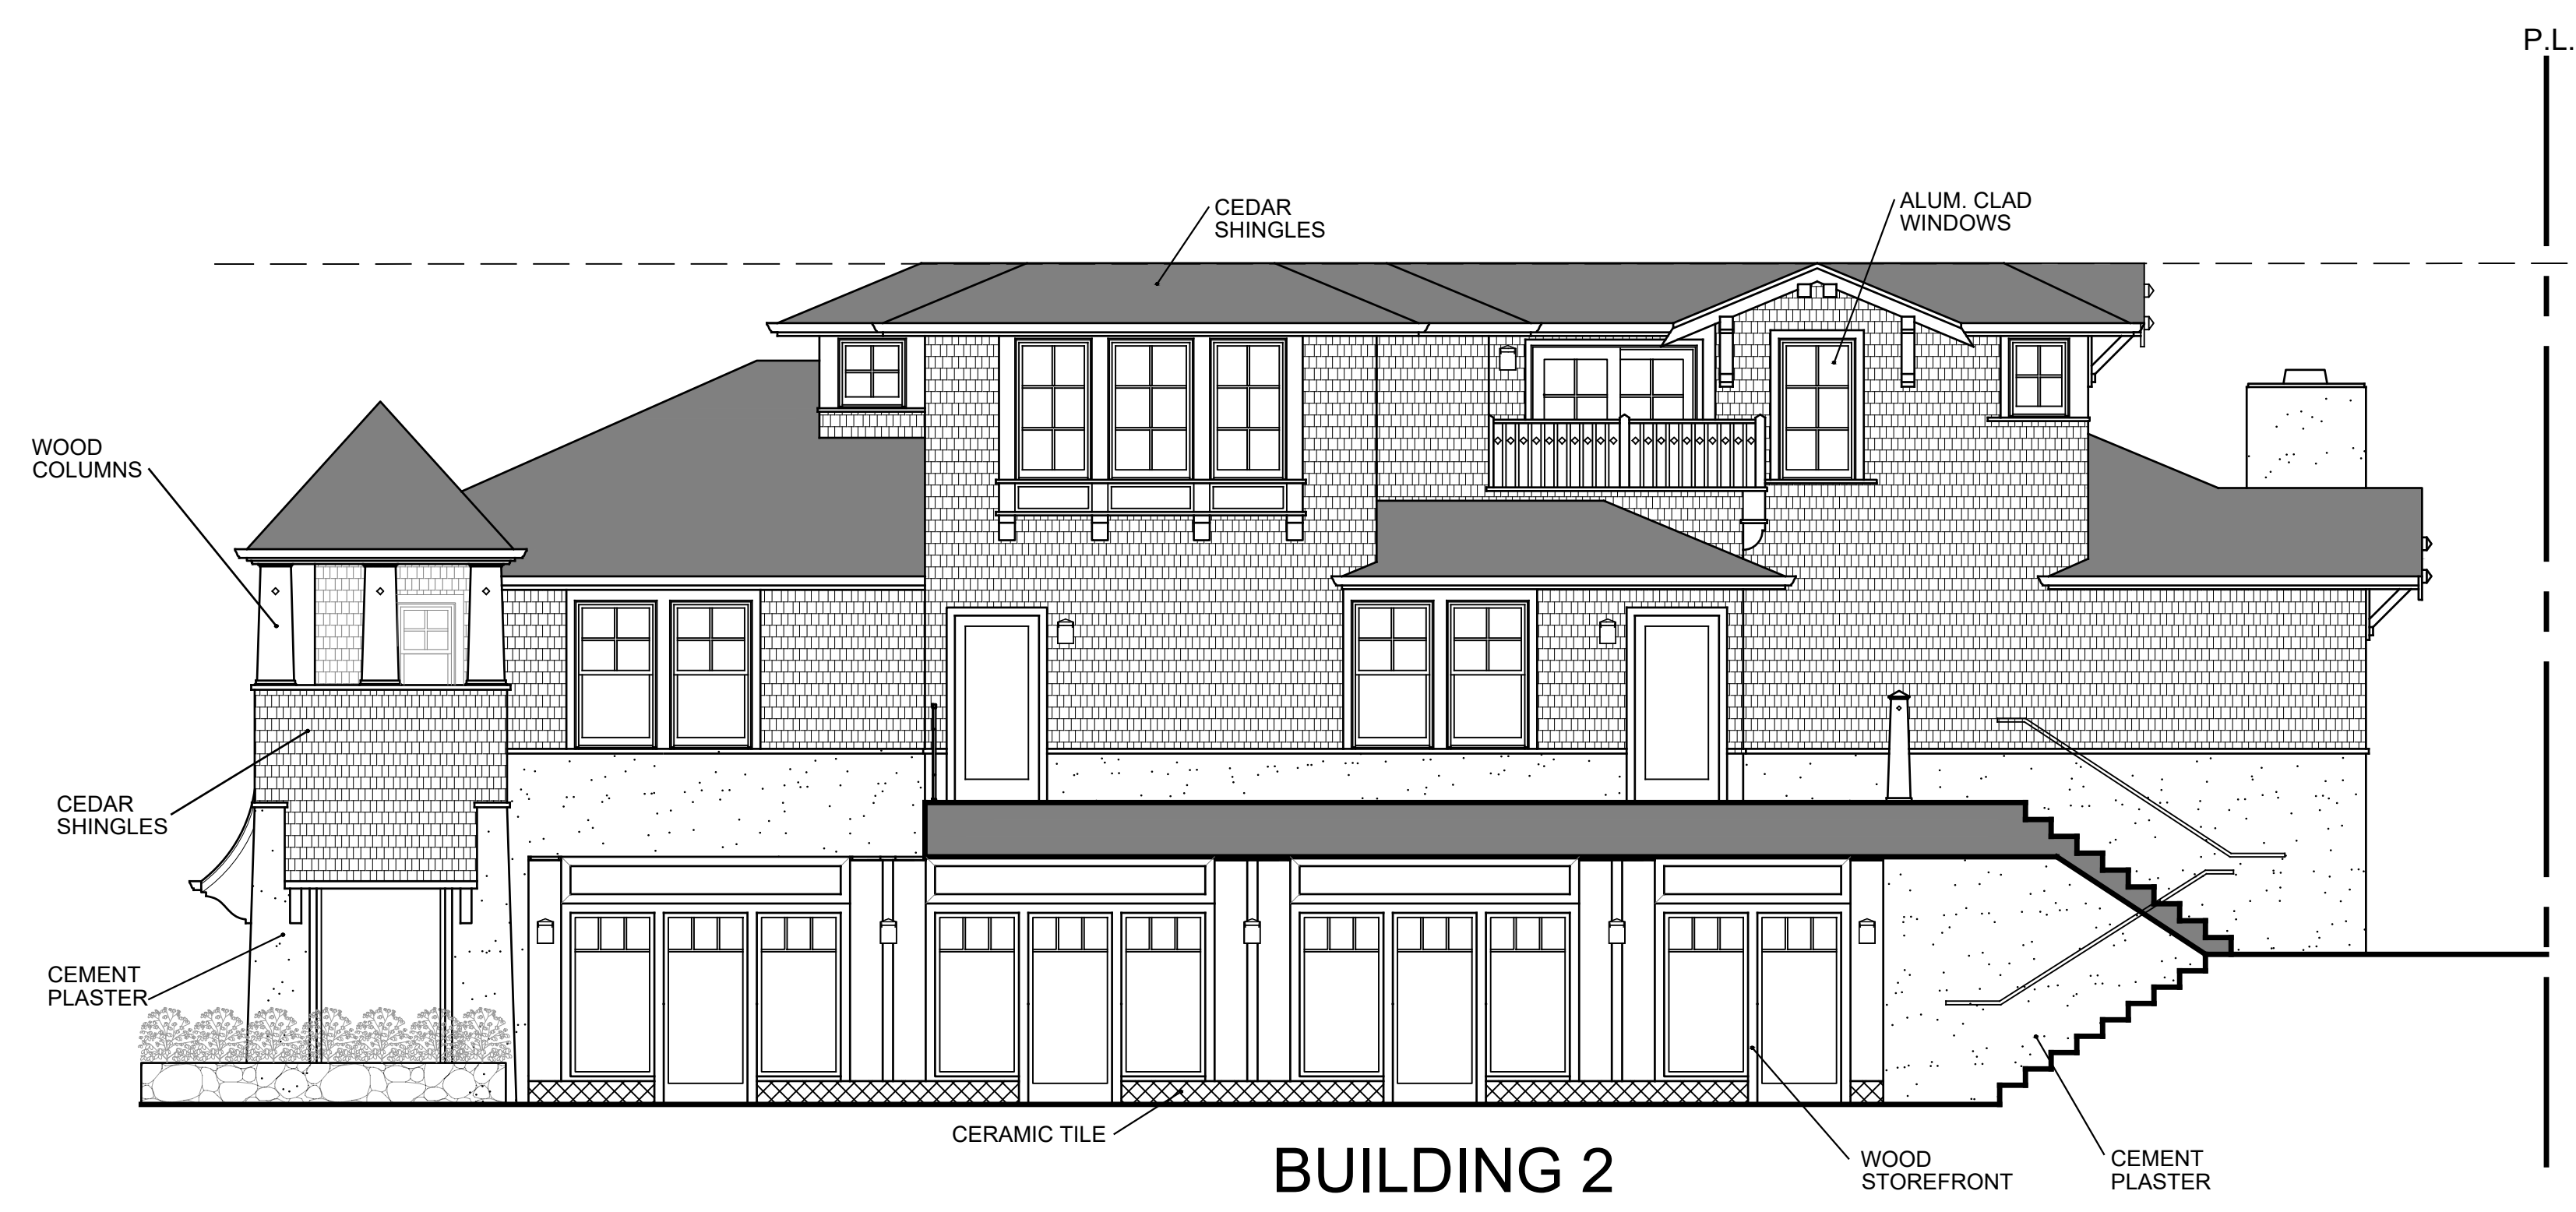 P.L.
CEDAR
SHINGLES
ALUM. CLAD
WINDOWS
WOOD
COLUMNS
CEDAR
SHINGLES
CEMENT
PLASTER
CERAMIC TILE
BUILDING 2
WOOD
STOREFRONT
CEMENT
PLASTER